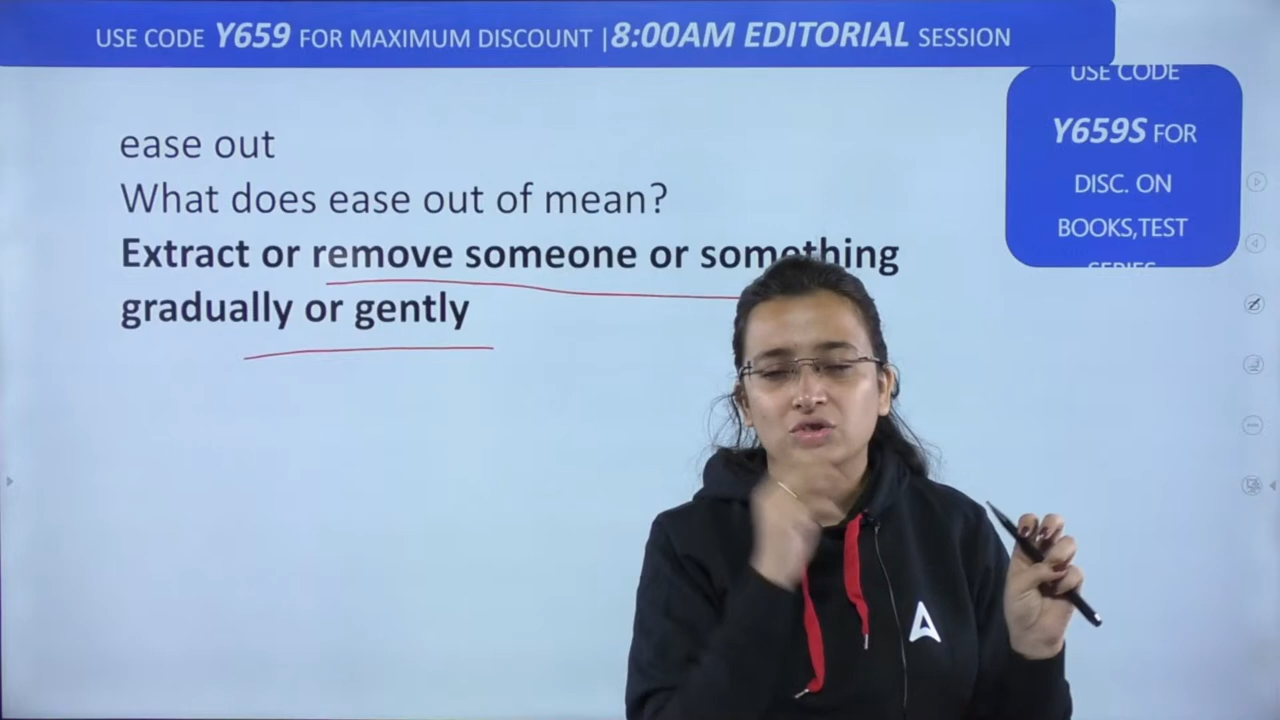 USE CODE Y659 FOR MAXIMUM DISCOUNT |8:00AM EDITORIAL SESSION
USE CODE
Y659S FOR
DISC. ON
BOOKS,TEST
SERIES
ease out
What does ease out of mean?
Extract or remove someone or something
gradually or gently